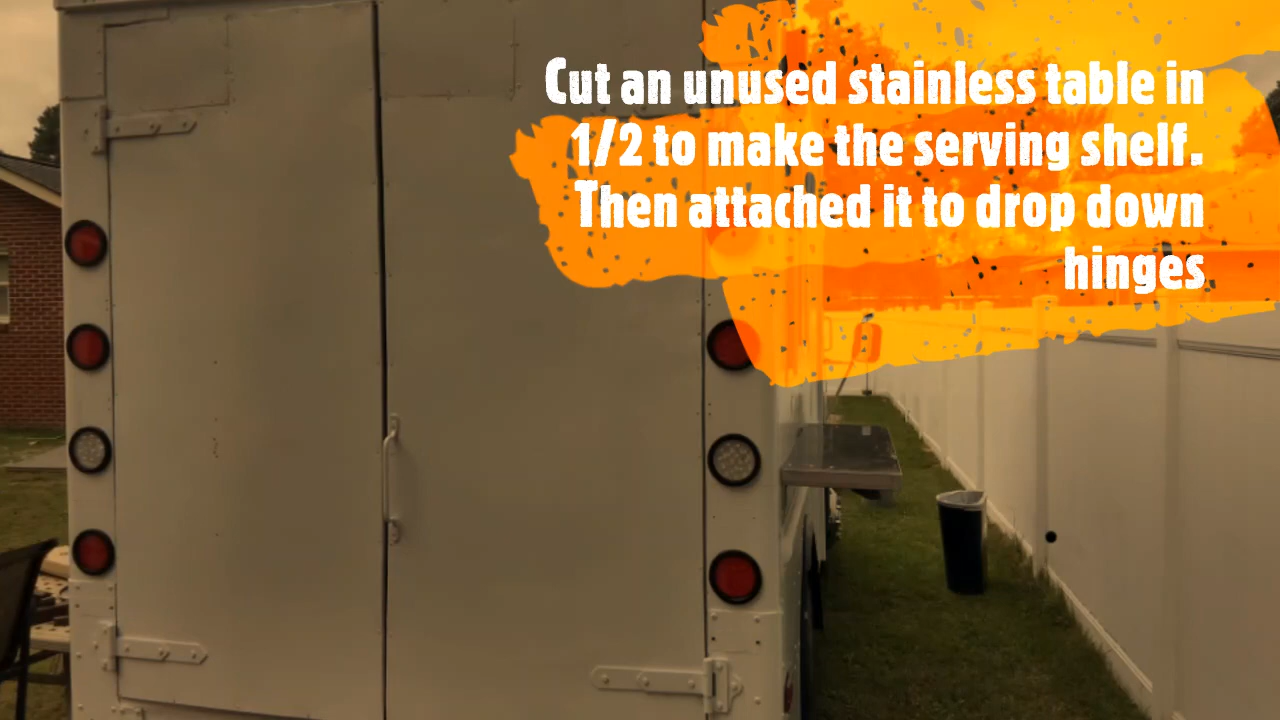 Cut an unused stainless table in
1/2 to make the serving shelf.
Then attached it to drop down
hinges